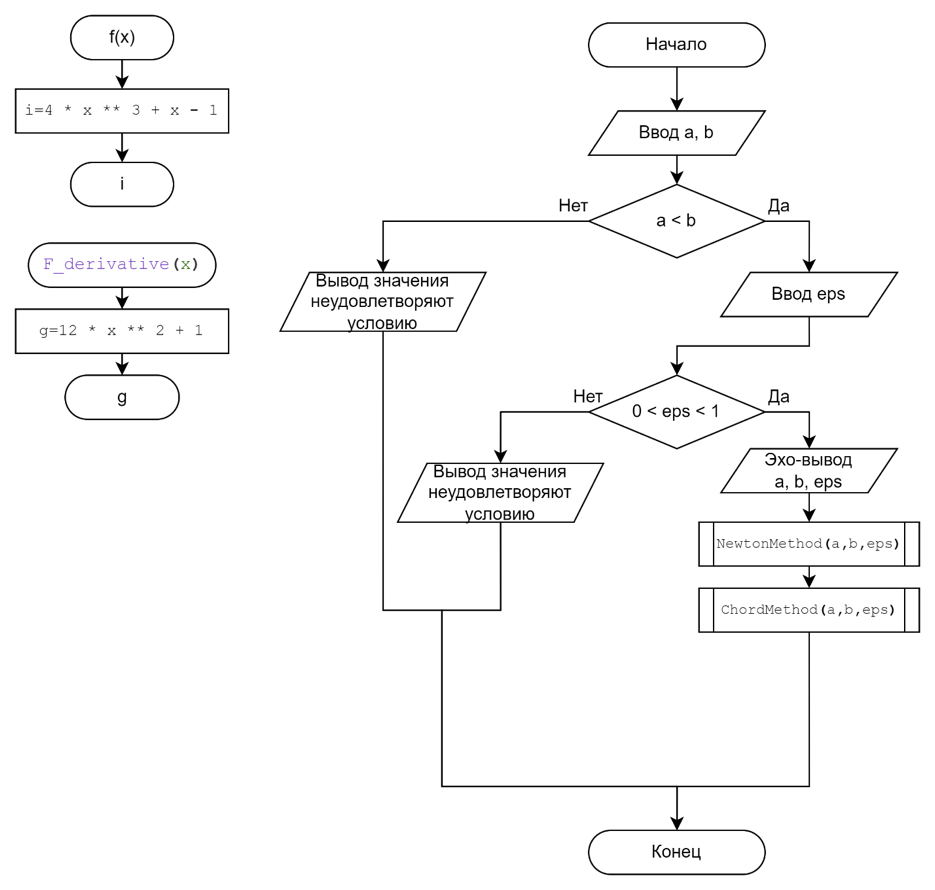 f(x)
i=4 * x ** 3 + x - 1
i
F_derivative(x)
g=12 * x ** 2 + 1
g
Начало
Ввод a, b
Нет
a < b
Да
Вывод значения
неудовлетворяют
условию
Ввод eps
Нет
0 < eps < 1
Да
Вывод значения
неудовлетворяют
условию
Эхо-вывод
a, b, eps
NewtonMethod(a,b,eps)
ChordMethod(a,b,eps)
Конец